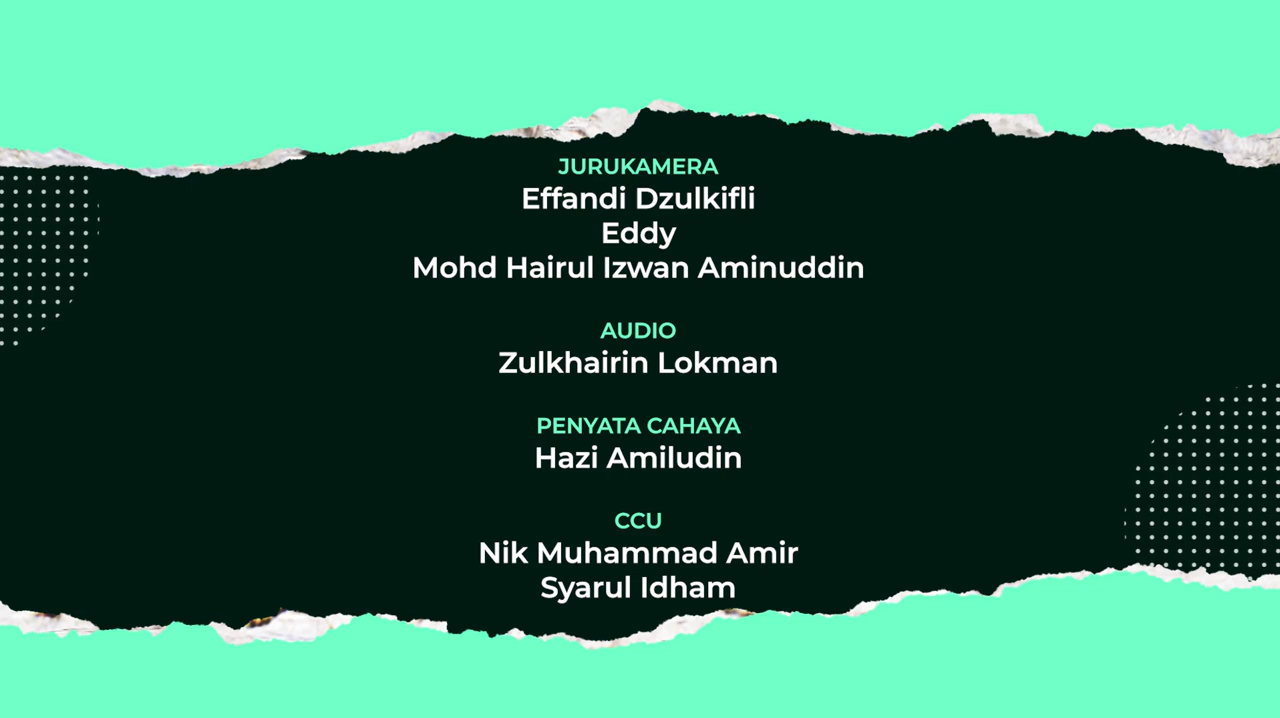 JURUKAMERA
Effandi Dzulkifli
Eddy
Mohd Hairul Izwan Aminuddin
AUDIO
Zulkhairin Lokman
PENYATA CAHAYA
Hazi Amiludin
CCU
Nik Muhammad Amir
Syarul Idham